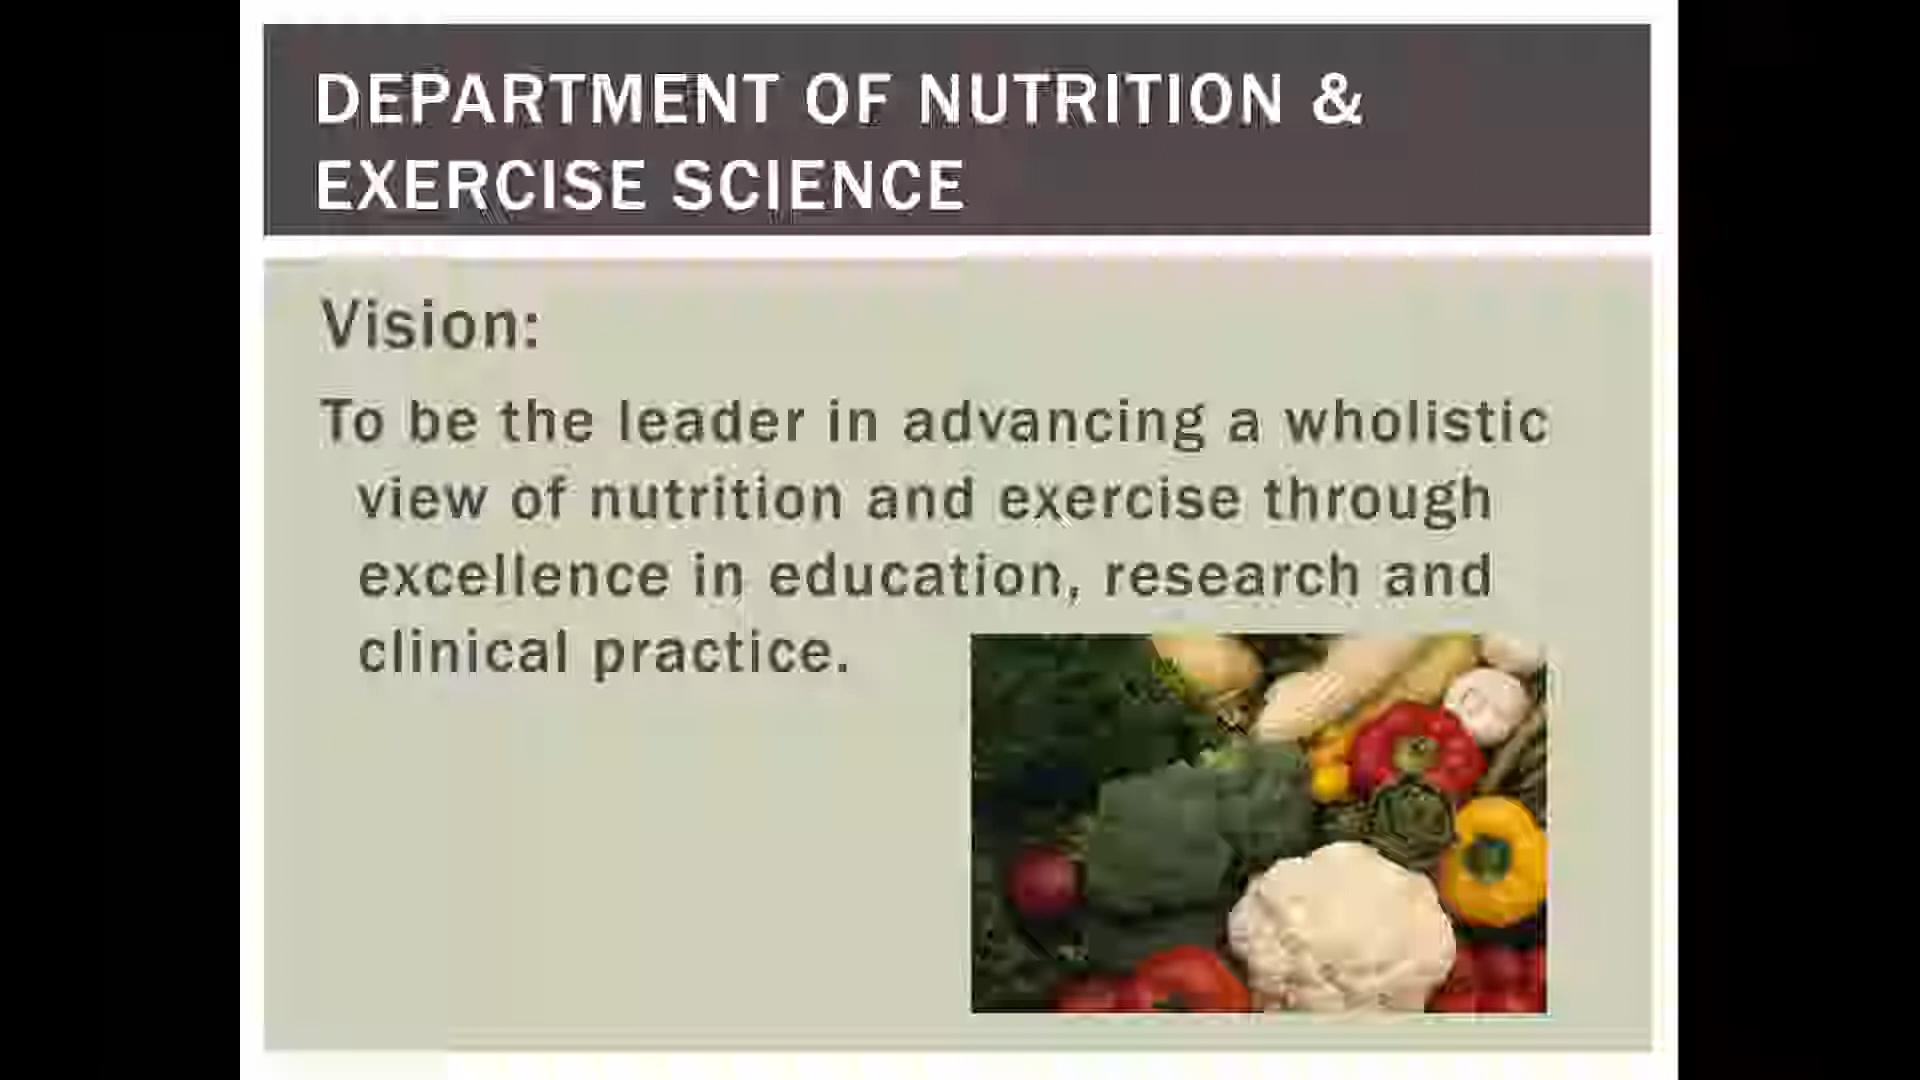 DEPARTMENT OF NUTRITION &
EXERCISE SCIENCE
Vision:
To be the leader in advancing a wholistic
view of nutrition and exercise through
excellence in education, research and
clinical practice.